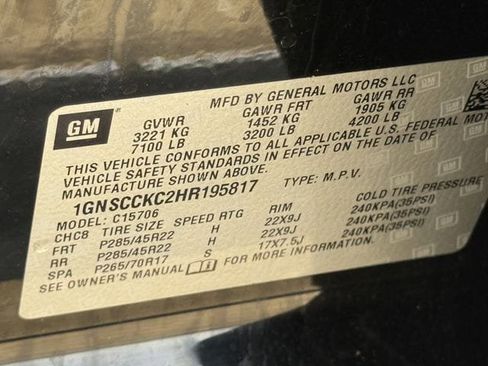 GM
MFD BY GENERAL MOTORS LLC
GVWR GAWR FRT GAWR RR
3221 KG 1452 KG 1905 KG
7100 LB 3200 LB 4200 LB
THIS VEHICLE CONFORMS TO ALL APPLICABLE U.S. FEDERAL MOTOR
VEHICLE SAFETY STANDARDS IN EFFECT ON THE DATE OF
MANUFACTURE SHOWN ABOVE.
1GNSCCKC2HR195817 TYPE: M.P.V.
MODEL: C15706
CHC8 TIRE SIZE SPEED RTG RIM
FRT P285/45R22 H 22X9J 240KPA(35PSI)
RR P285/45R22 H 22X9J 240KPA(35PSI)
SPA P265/70R17 S 17X7.5J 240KPA(35PSI)
SEE OWNER'S MANUAL FOR MORE INFORMATION.